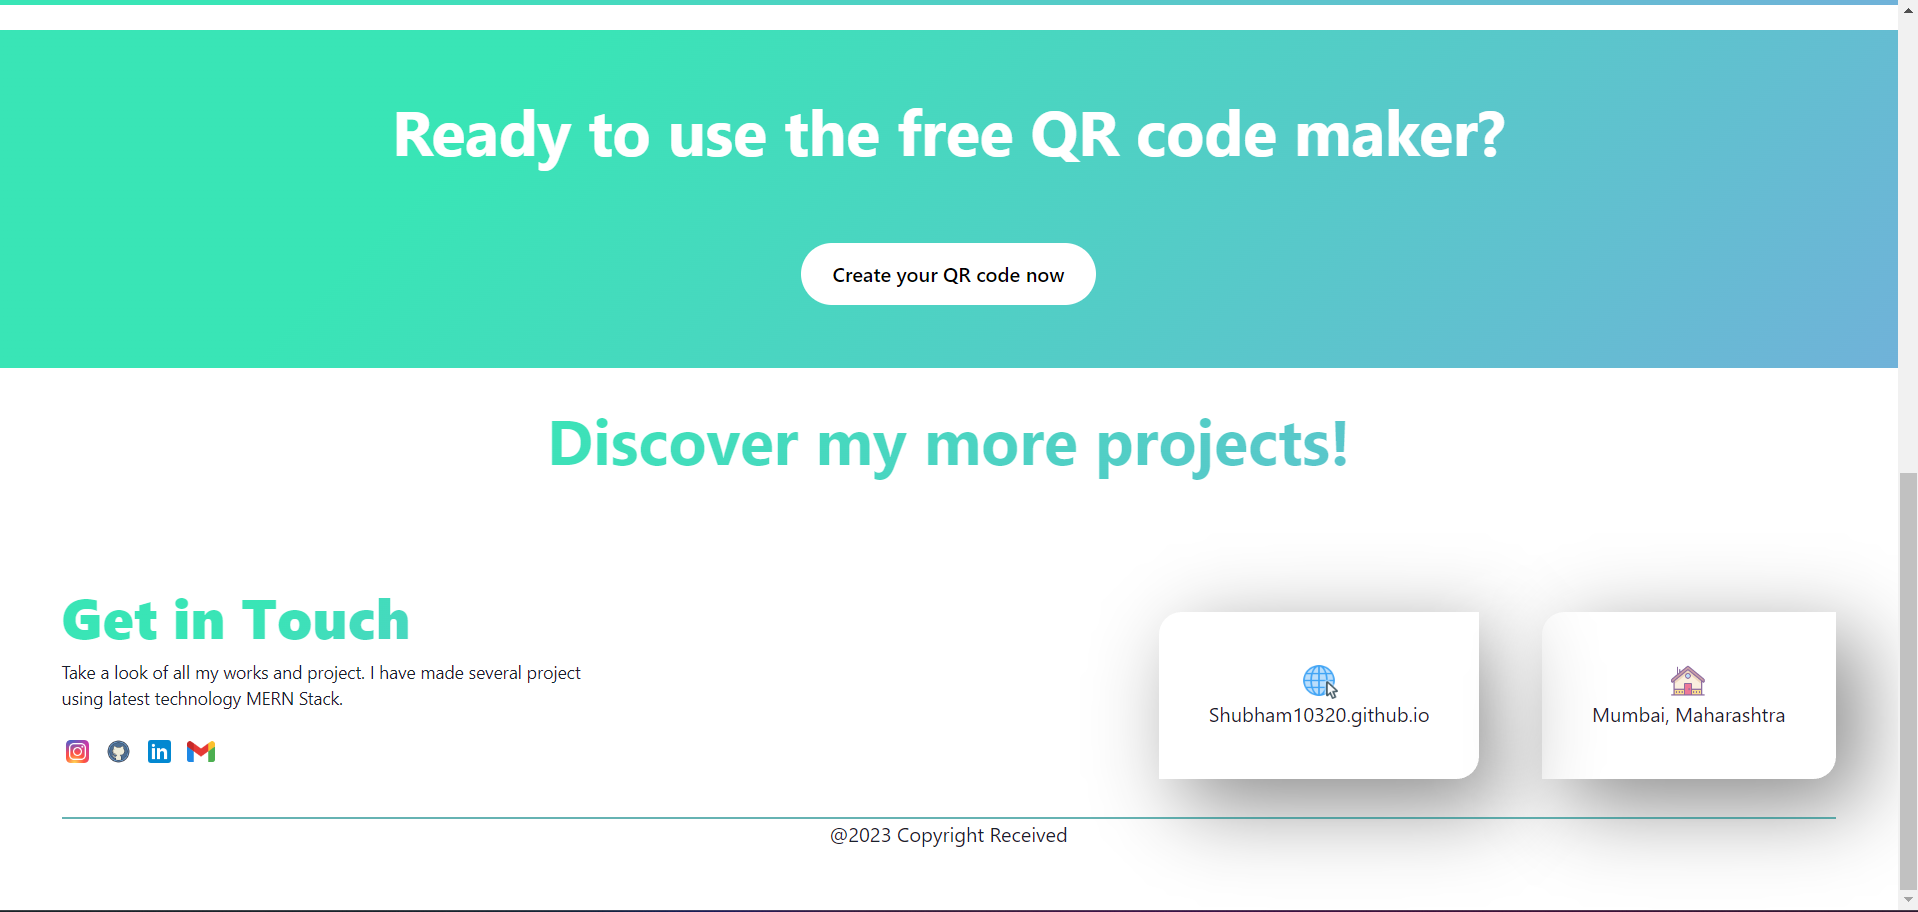 Ready to use the free QR code maker?
Create your QR code now
Discover my more projects!
Get in Touch
Take a look of all my works and project. I have made several project
using latest technology MERN Stack.
Shubham10320.github.io
Mumbai, Maharashtra
@2023 Copyright Received